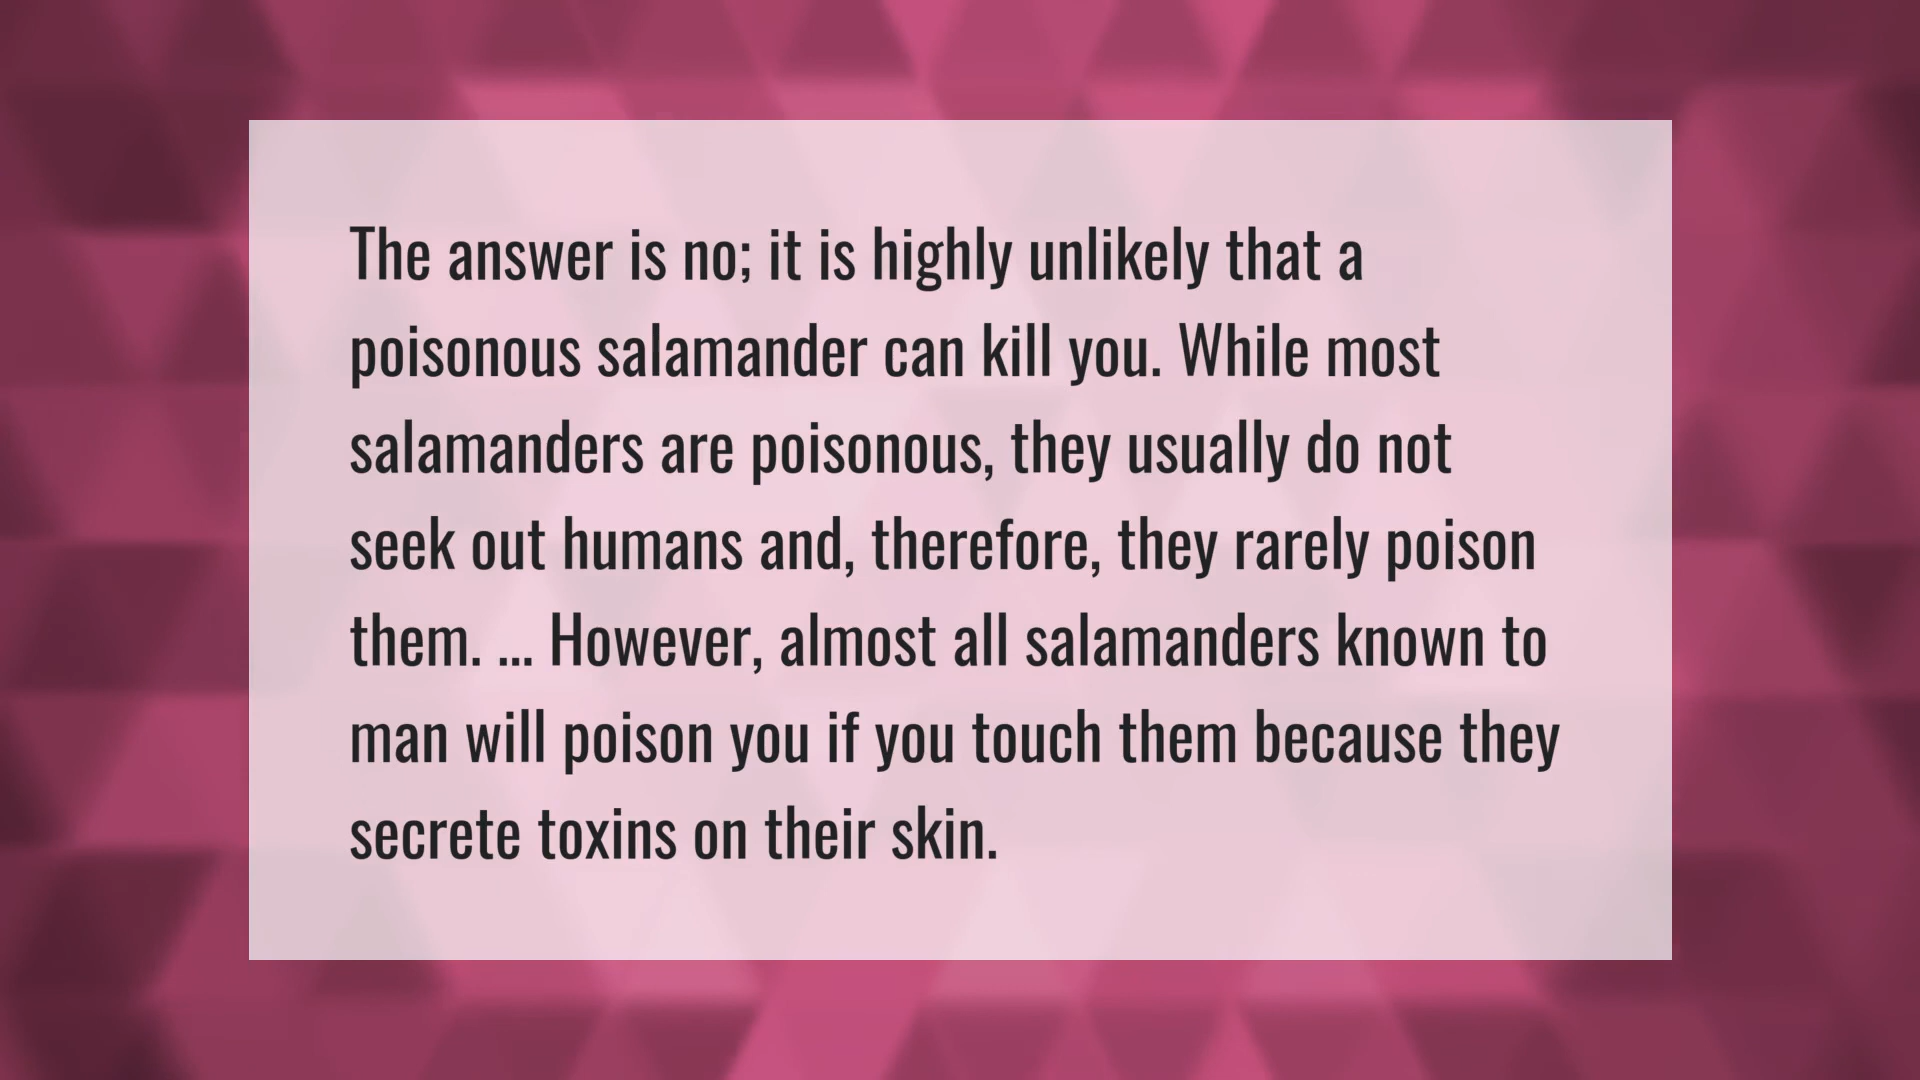 The answer is no; it is highly unlikely that a
poisonous salamander can kill you. While most
salamanders are poisonous, they usually do not
seek out humans and, therefore, they rarely poison
them. ... However, almost all salamanders known to
man will poison you if you touch them because they
secrete toxins on their skin.